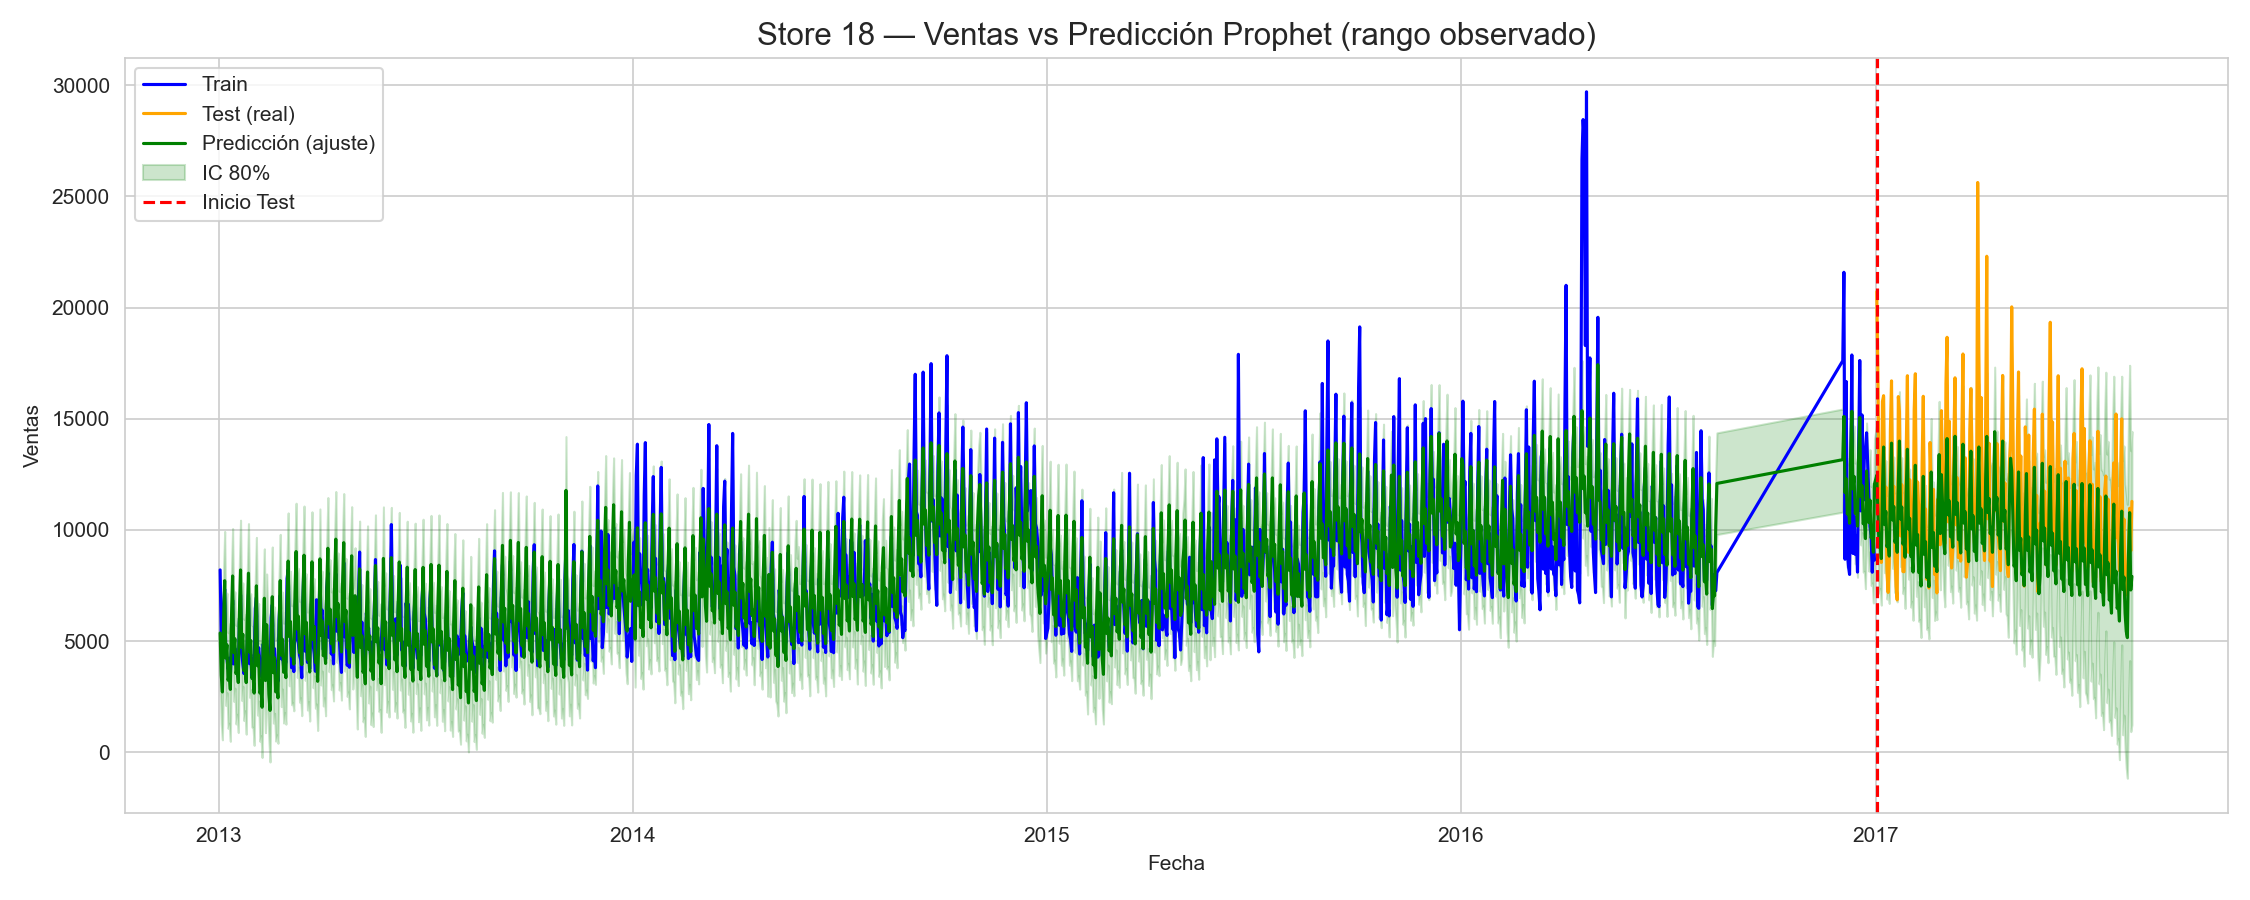 Store 18 — Ventas vs Predicción Prophet (rango observado)
Train
Test (real)
Predicción (ajuste)
IC 80%
Inicio Test
30000
25000
20000
15000
10000
5000
0
Ventas
2013
2014
2015
2016
2017
Fecha